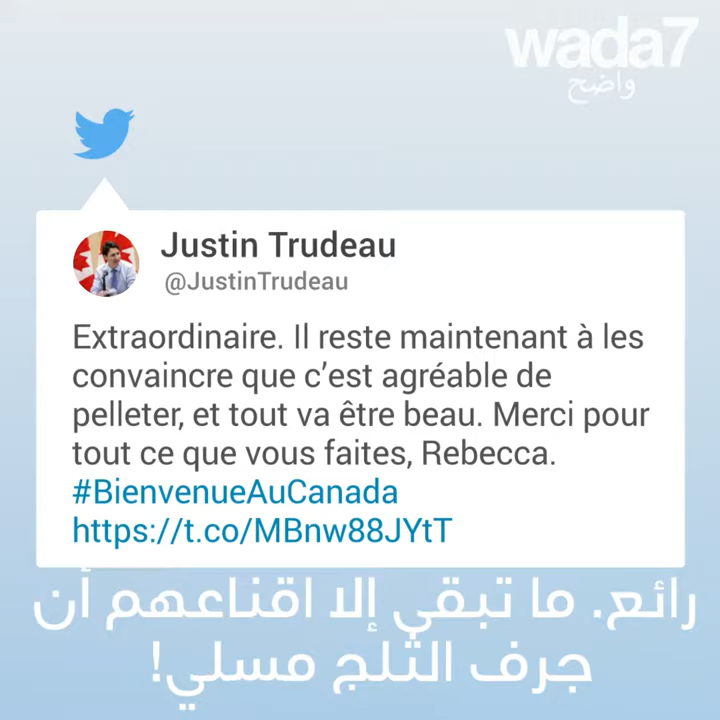 wada7
واضح
Justin Trudeau
@JustinTrudeau
Extraordinaire. Il reste maintenant à les
convaincre que c’est agréable de
pelleter, et tout va être beau. Merci pour
tout ce que vous faites, Rebecca.
#BienvenueAuCanada
https://t.co/MBnw88JYtT
رائع. ما تبقى إلا اقناعهم أن
جرف الثلج مسلي!